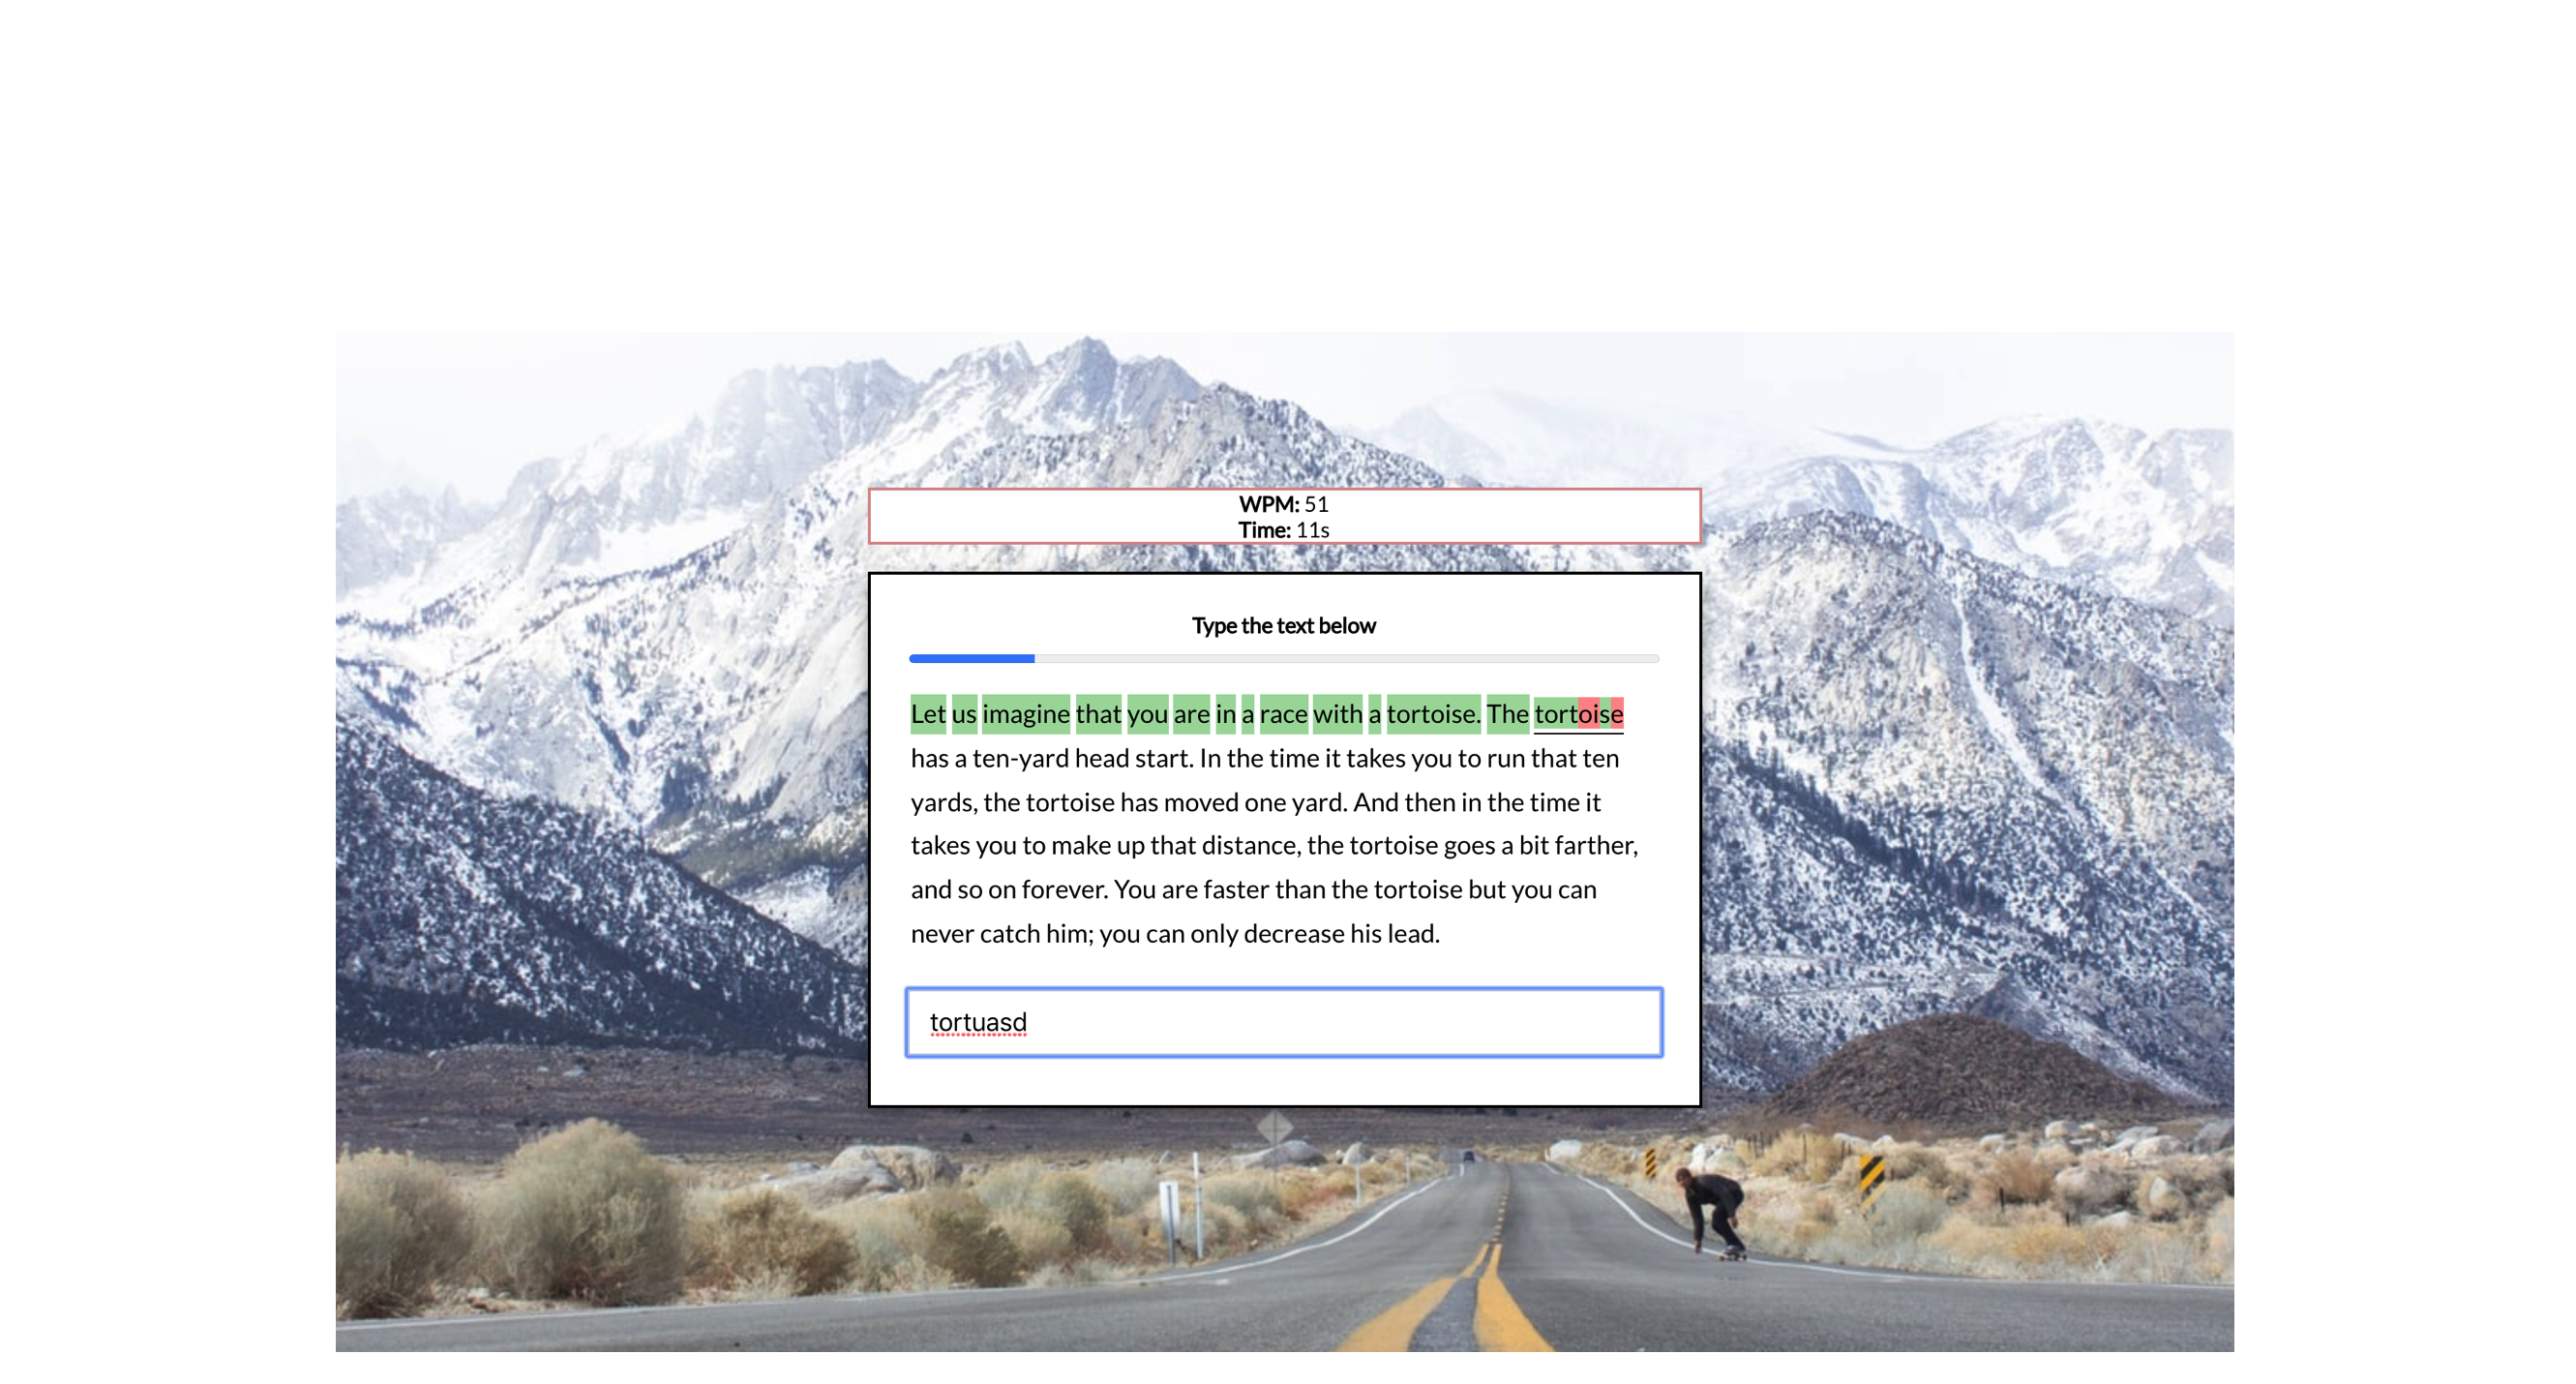 WPM: 51
Time: 11s
Type the text below
Let us imagine that you are in a race with a tortoise. The tortoise
has a ten-yard head start. In the time it takes you to run that ten
yards, the tortoise has moved one yard. And then in the time it
takes you to make up that distance, the tortoise goes a bit farther,
and so on forever. You are faster than the tortoise but you can
never catch him; you can only decrease his lead.
tortuasd